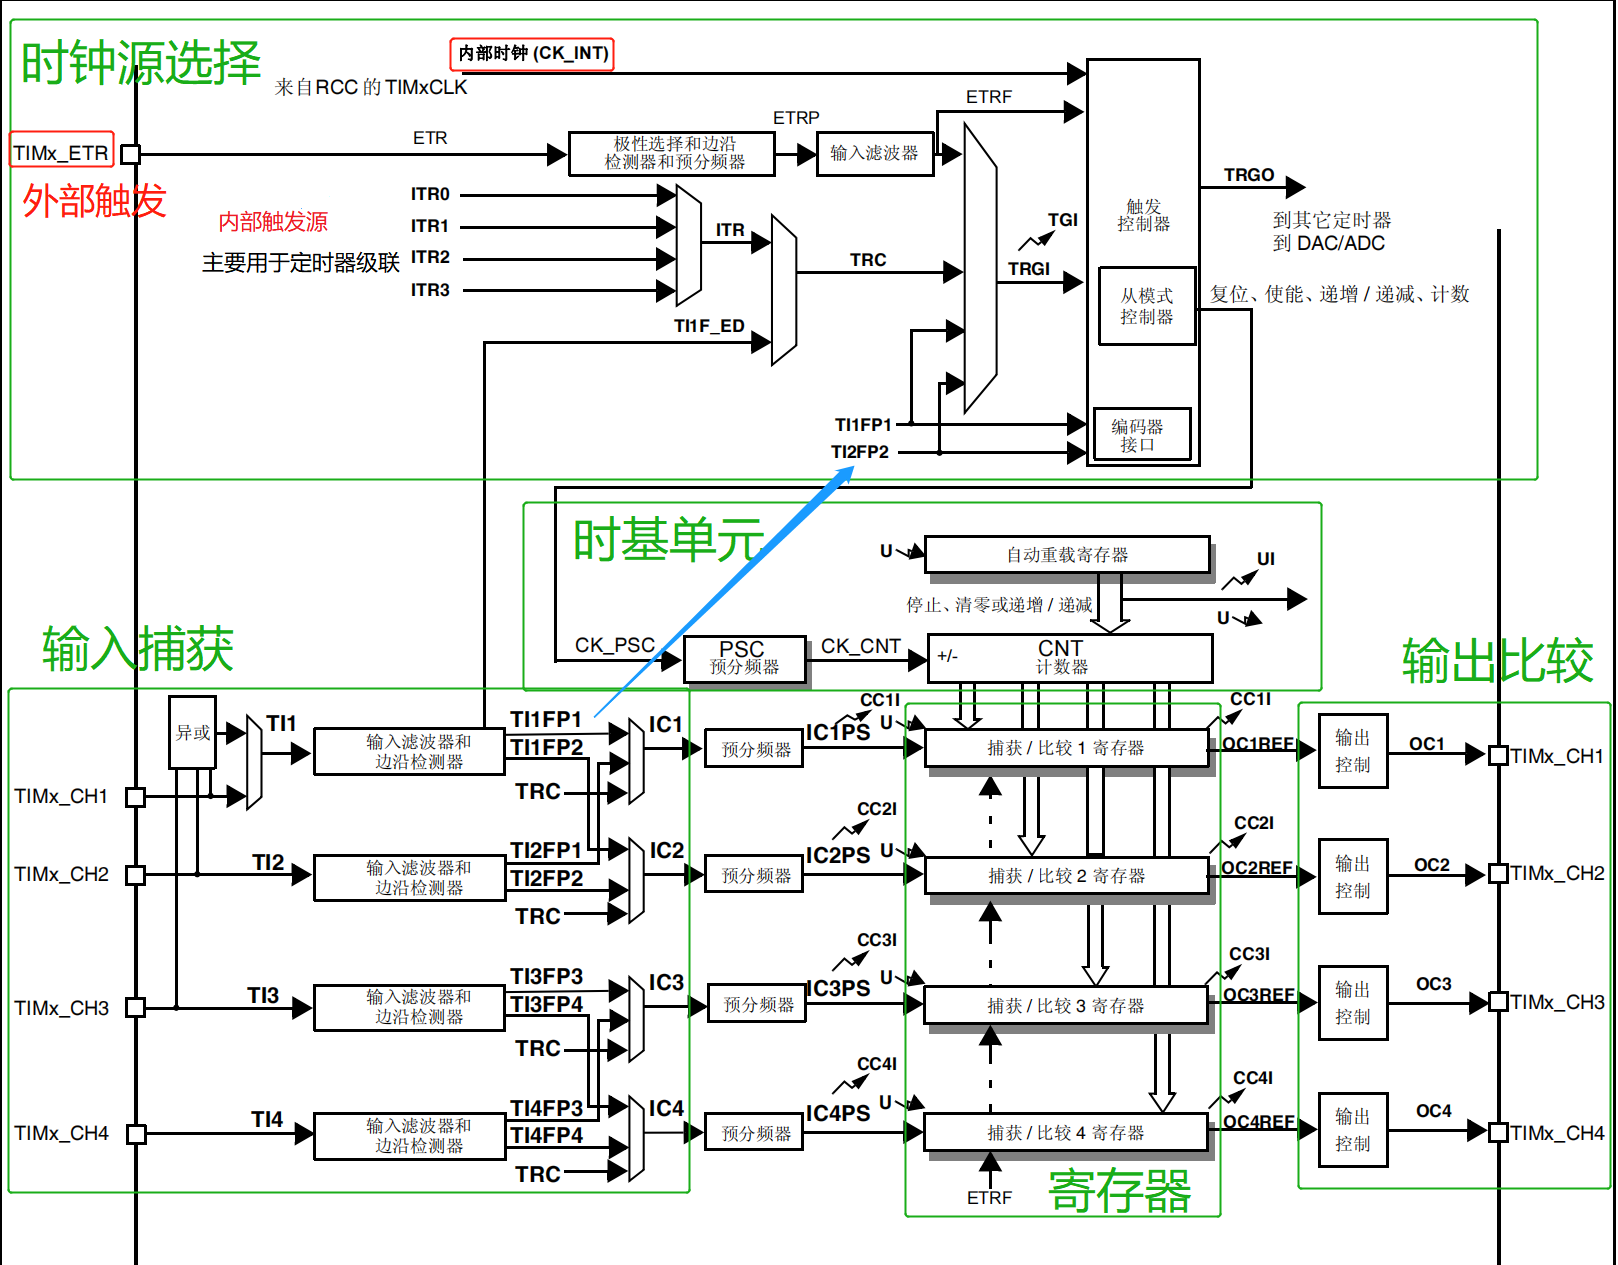 时钟源选择
内部时钟 (CK_INT)
来自RCC 的 TIMxCLK
ETRF
ETRP
ETR
TIMx_ETR
极性选择和边沿
检测器和预分频器
输入滤波器
外部触发
内部触发源
主要用于定时器级联
ITR0
ITR1
ITR2
ITR3
ITR
TRC
TI1F_ED
TGI
TRGI
触发
控制器
TRGO
到其它定时器
到 DAC/ADC
从模式
控制器
复位、使能、递增 / 递减、计数
TI1FP1
TI2FP2
编码器
接口
时基单元
U
自动重载寄存器
UI
停止、清零或递增 / 递减
U
CK_PSC
PSC
预分频器
CK_CNT
+/-
CNT
计数器
输入捕获
输出比较
异或
TI1
TIMx_CH1
输入滤波器和
边沿检测器
TI1FP1
TI1FP2
TRC
IC1
预分频器
CC1I
U
IC1PS
捕获 / 比较 1 寄存器
CC1I
OC1REF
输出
控制
OC1
TIMx_CH1
TIMx_CH2
TI2
输入滤波器和
边沿检测器
TI2FP1
TI2FP2
TRC
IC2
预分频器
CC2I
U
IC2PS
捕获 / 比较 2 寄存器
CC2I
OC2REF
输出
控制
OC2
TIMx_CH2
TIMx_CH3
TI3
输入滤波器和
边沿检测器
TI3FP3
TI3FP4
TRC
IC3
预分频器
CC3I
U
IC3PS
捕获 / 比较 3 寄存器
CC3I
OC3REF
输出
控制
OC3
TIMx_CH3
TIMx_CH4
TI4
输入滤波器和
边沿检测器
TI4FP3
TI4FP4
TRC
IC4
预分频器
CC4I
U
IC4PS
捕获 / 比较 4 寄存器
CC4I
OC4REF
输出
控制
OC4
TIMx_CH4
ETRF
寄存器